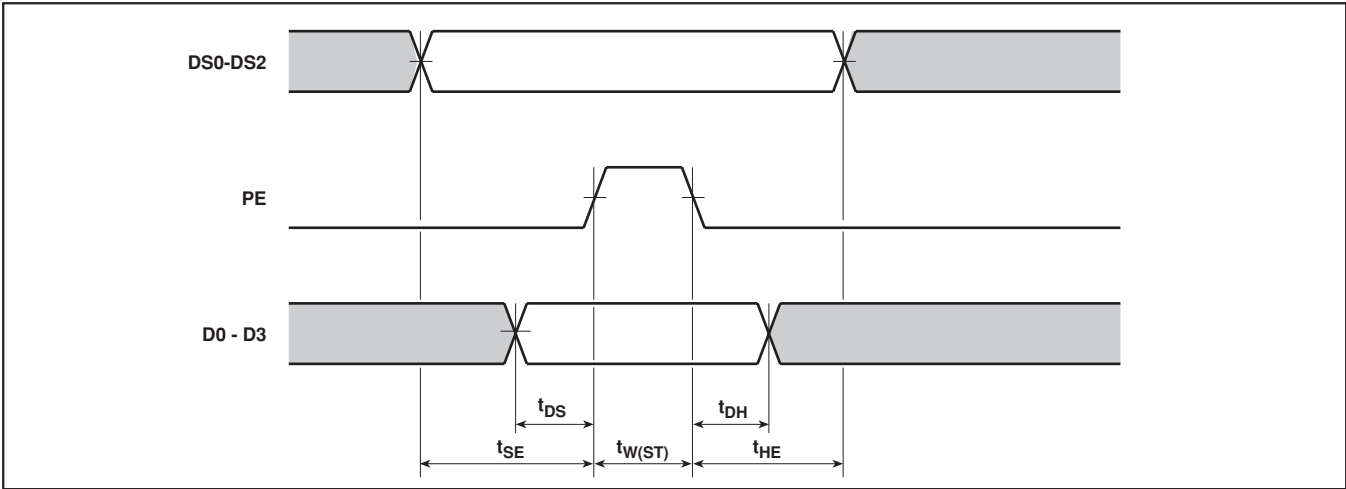 DS0-DS2
PE
D0 - D3
tDS
tDH
tSE
tW(ST)
tHE